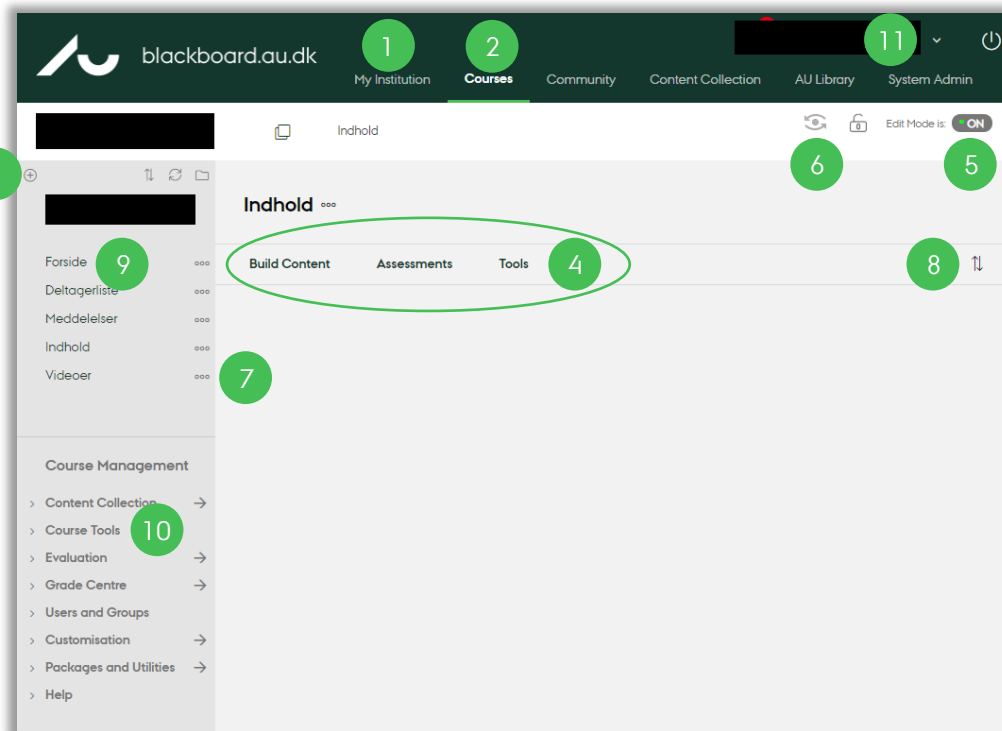 blackboard.au.dk
1
2
11
My Institution
Courses
Community
Content Collection
AU Library
System Admin
Indhold
Edit Mode is:
ON
6
5
Indhold
Forside
9
Deltagerliste
Meddelelser
Indhold
Videoer
7
Build Content
Assessments
Tools
4
8
Course Management
Content Collection
Course Tools
10
Evaluation
Grade Centre
Users and Groups
Customisation
Packages and Utilities
Help